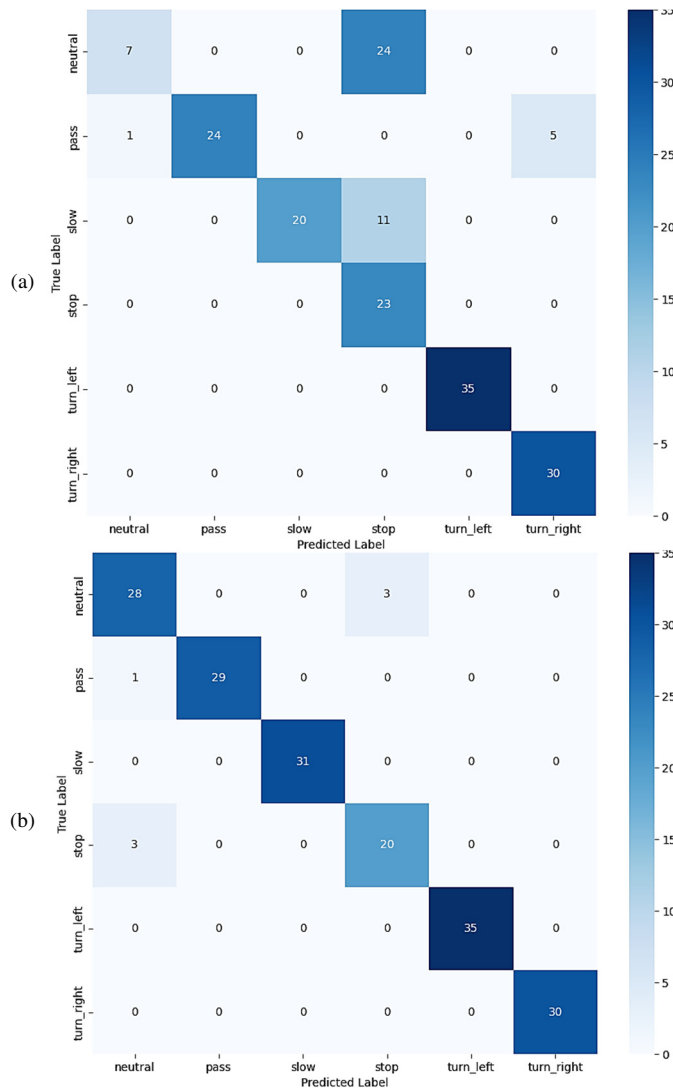 (a)
True Label
neutral 7 0 0 24 0 0
pass 1 24 0 0 0 5
slow 0 0 20 11 0 0
stop 0 0 0 23 0 0
turn_left 0 0 0 0 35 0
turn_right 0 0 0 0 0 30
neutral pass slow stop turn_left turn_right
Predicted Label
35
30
25
20
15
10
5
0
(b)
True Label
neutral 28 0 0 3 0 0
pass 1 29 0 0 0 0
slow 0 0 31 0 0 0
stop 3 0 0 20 0 0
turn_left 0 0 0 0 35 0
turn_right 0 0 0 0 0 30
neutral pass slow stop turn_left turn_right
Predicted Label
35
30
25
20
15
10
5
0